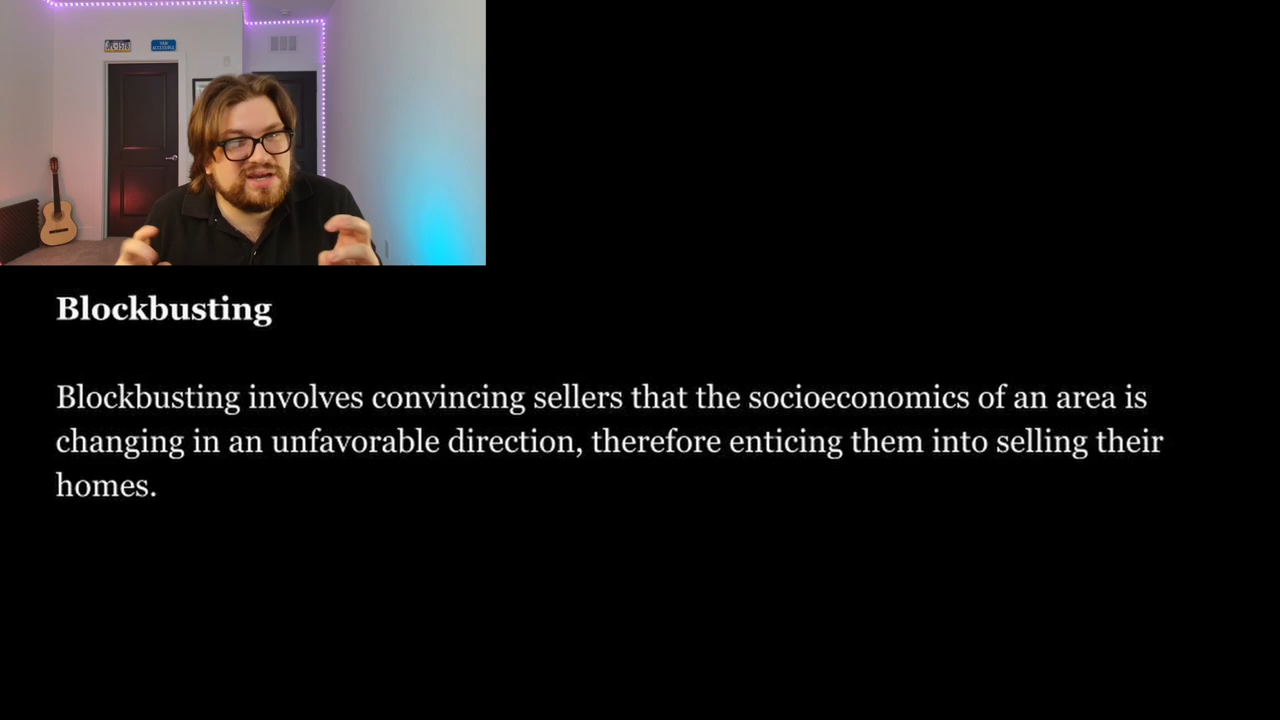 Blockbusting
Blockbusting involves convincing sellers that the socioeconomics of an area is
changing in an unfavorable direction, therefore enticing them into selling their
homes.